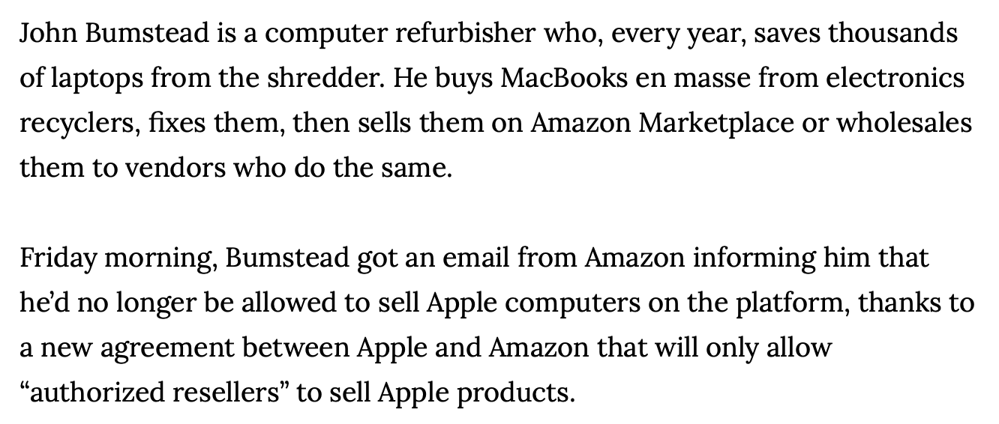 John Bumstead is a computer refurbisher who, every year, saves thousands
of laptops from the shredder. He buys MacBooks en masse from electronics
recyclers, fixes them, then sells them on Amazon Marketplace or wholesales
them to vendors who do the same.
Friday morning, Bumstead got an email from Amazon informing him that
he’d no longer be allowed to sell Apple computers on the platform, thanks to
a new agreement between Apple and Amazon that will only allow
“authorized resellers” to sell Apple products.